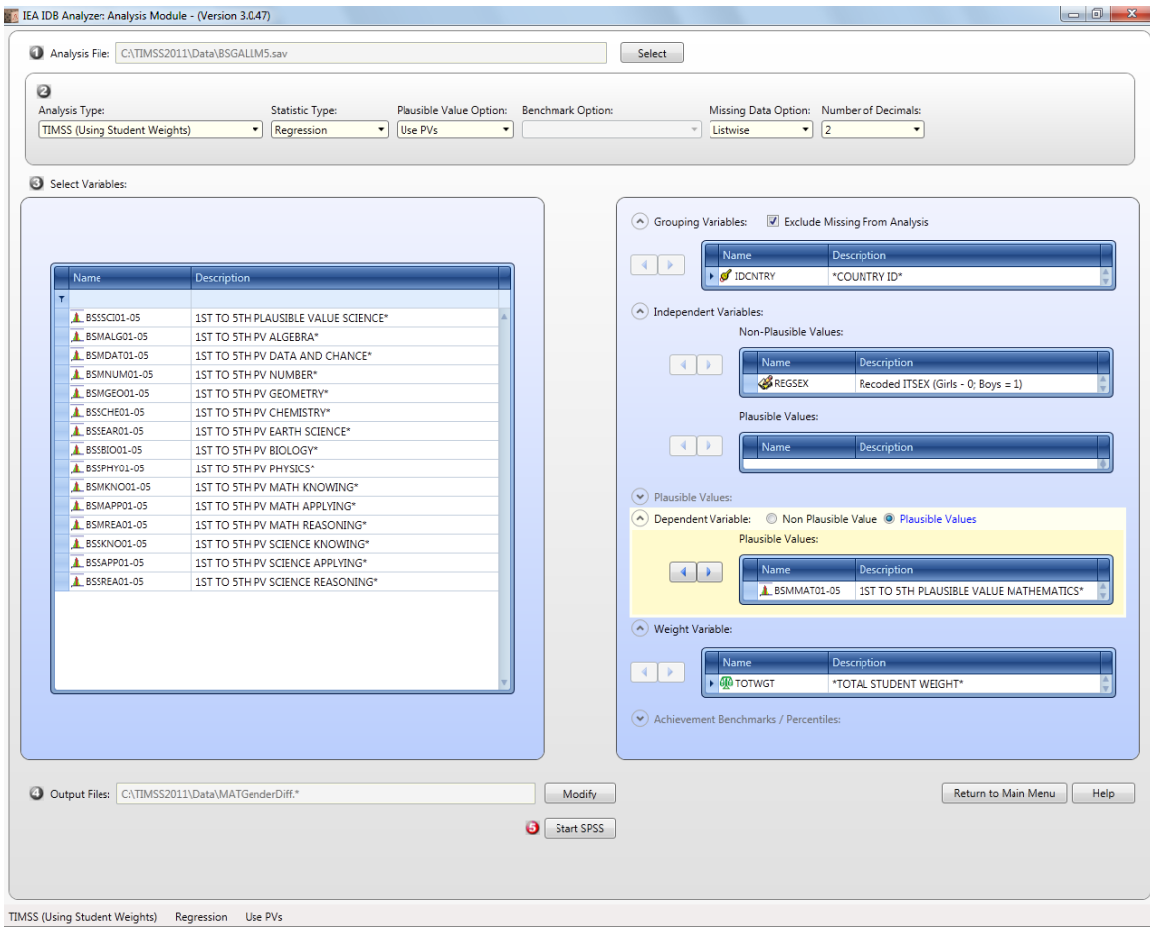 IEA IDB Analyzer: Analysis Module - (Version 3.0.47)
1 Analysis File: C:\TIMSS2011\Data\BSGALLM5.sav Select
2
Analysis Type: Statistic Type: Plausible Value Option: Benchmark Option: Missing Data Option: Number of Decimals:
TIMSS (Using Student Weights) Regression Use PVs Listwise 2
3 Select Variables:
Name Description
BSSSCI01-05 1ST TO 5TH PLAUSIBLE VALUE SCIENCE*
BSMALG01-05 1ST TO 5TH PV ALGEBRA*
BSMDAT01-05 1ST TO 5TH PV DATA AND CHANCE*
BSMNUM01-05 1ST TO 5TH PV NUMBER*
BSMGEO01-05 1ST TO 5TH PV GEOMETRY*
BSSCHE01-05 1ST TO 5TH PV CHEMISTRY*
BSSEAR01-05 1ST TO 5TH PV EARTH SCIENCE*
BSSBIO01-05 1ST TO 5TH PV BIOLOGY*
BSSPHY01-05 1ST TO 5TH PV PHYSICS*
BSMKNO01-05 1ST TO 5TH PV MATH KNOWING*
BSMAPP01-05 1ST TO 5TH PV MATH APPLYING*
BSMREA01-05 1ST TO 5TH PV MATH REASONING*
BSSKNO01-05 1ST TO 5TH PV SCIENCE KNOWING*
BSSAPP01-05 1ST TO 5TH PV SCIENCE APPLYING*
BSSREA01-05 1ST TO 5TH PV SCIENCE REASONING*
Grouping Variables: Exclude Missing From Analysis
Name Description
IDCNTRY *COUNTRY ID*
Independent Variables:
Non-Plausible Values:
Name Description
REGSEX Recoded ITSEX (Girls - 0; Boys = 1)
Plausible Values:
Name Description
Plausible Values:
Dependent Variable: Non Plausible Value Plausible Values
Plausible Values:
Name Description
BSMMAT01-05 1ST TO 5TH PLAUSIBLE VALUE MATHEMATICS*
Weight Variable:
Name Description
TOTWGT *TOTAL STUDENT WEIGHT*
Achievement Benchmarks / Percentiles:
4 Output Files: C:\TIMSS2011\Data\MATGenderDiff.* Modify Return to Main Menu Help
5 Start SPSS
TIMSS (Using Student Weights) Regression Use PVs